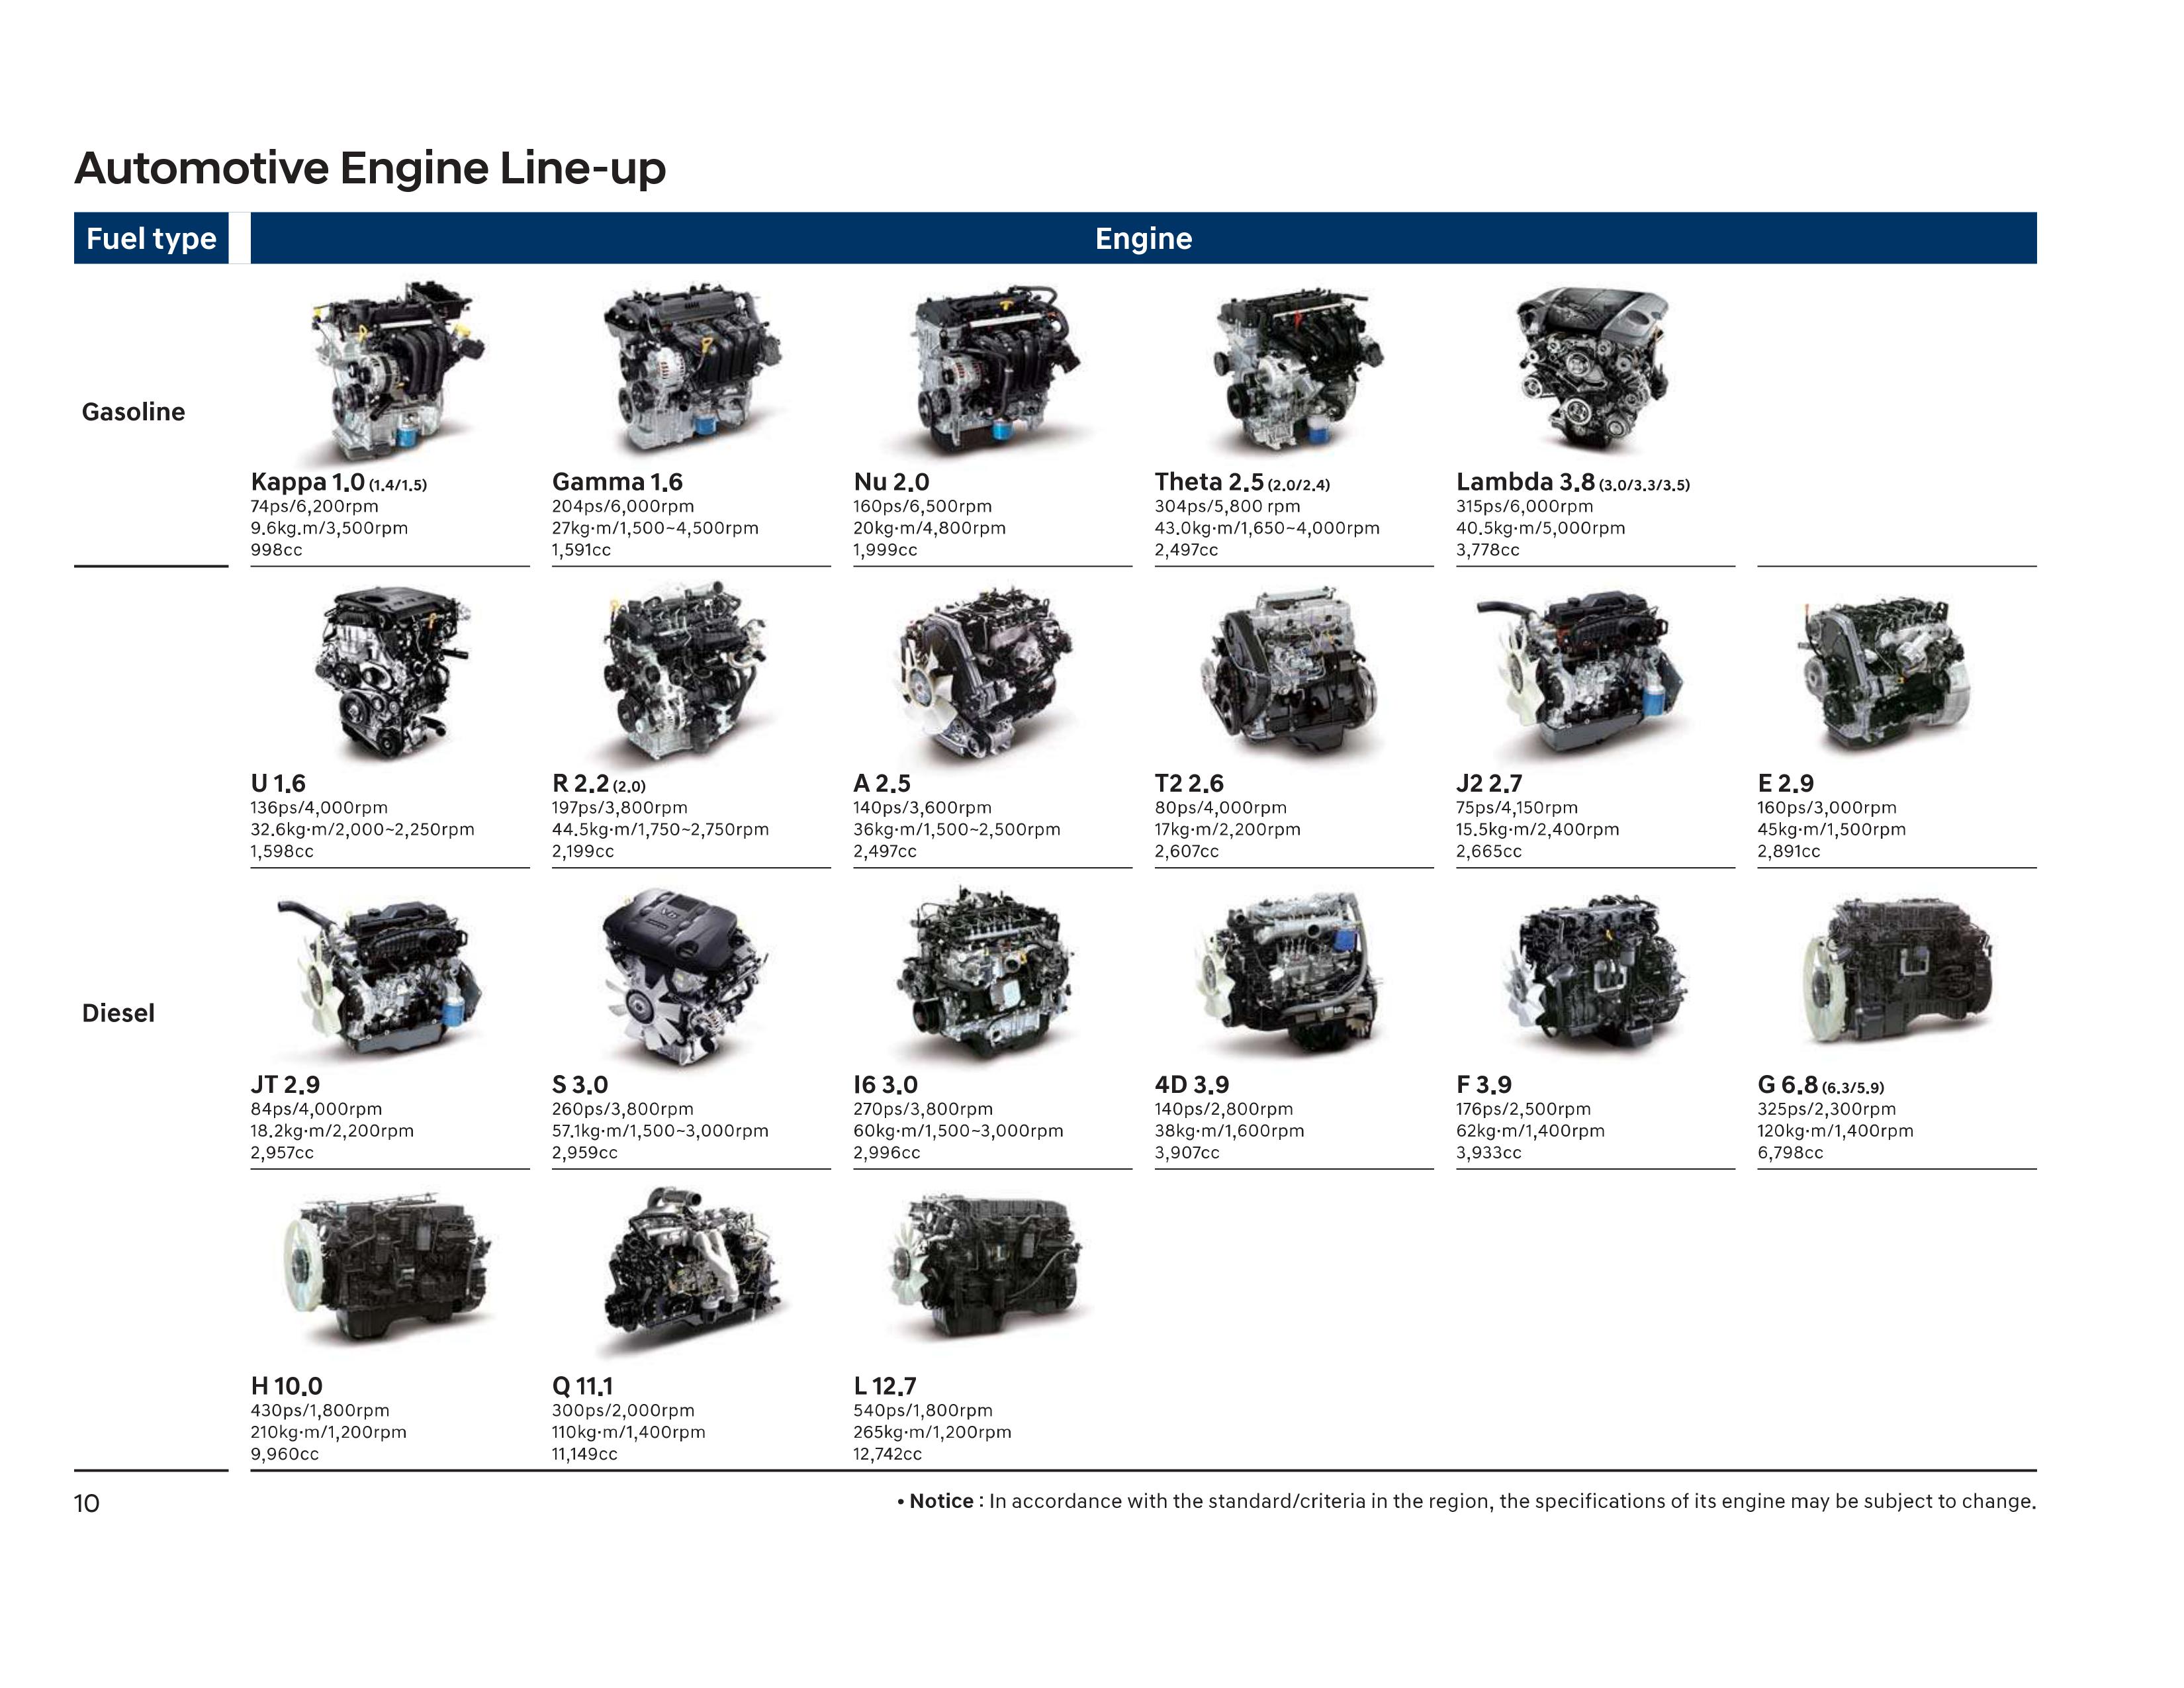 Automotive Engine Line-up
Fuel type
Engine
Gasoline
Kappa 1.0 (1.4/1.5)
74ps/6,200rpm
9.6kg.m/3,500rpm
998cc
Gamma 1.6
204ps/6,000rpm
27kg·m/1,500~4,500rpm
1,591cc
Nu 2.0
160ps/6,500rpm
20kg·m/4,800rpm
1,999cc
Theta 2.5 (2.0/2.4)
304ps/5,800 rpm
43.0kg·m/1,650~4,000rpm
2,497cc
Lambda 3.8 (3.0/3.3/3.5)
315ps/6,000rpm
40.5kg·m/5,000rpm
3,778cc
Diesel
U 1.6
136ps/4,000rpm
32.6kg·m/2,000~2,250rpm
1,598cc
R 2.2 (2.0)
197ps/3,800rpm
44.5kg·m/1,750~2,750rpm
2,199cc
A 2.5
140ps/3,600rpm
36kg·m/1,500~2,500rpm
2,497cc
T2 2.6
80ps/4,000rpm
17kg·m/2,200rpm
2,607cc
J2 2.7
75ps/4,150rpm
15.5kg·m/2,400rpm
2,665cc
E 2.9
160ps/3,000rpm
45kg·m/1,500rpm
2,891cc
JT 2.9
84ps/4,000rpm
18.2kg·m/2,200rpm
2,957cc
S 3.0
260ps/3,800rpm
57.1kg·m/1,500~3,000rpm
2,959cc
I6 3.0
270ps/3,800rpm
60kg·m/1,500~3,000rpm
2,996cc
4D 3.9
140ps/2,800rpm
38kg·m/1,600rpm
3,907cc
F 3.9
176ps/2,500rpm
62kg·m/1,400rpm
3,933cc
G 6.8 (6.3/5.9)
325ps/2,300rpm
120kg·m/1,400rpm
6,798cc
H 10.0
430ps/1,800rpm
210kg·m/1,200rpm
9,960cc
Q 11.1
300ps/2,000rpm
110kg·m/1,400rpm
11,149cc
L 12.7
540ps/1,800rpm
265kg·m/1,200rpm
12,742cc
10
• Notice : In accordance with the standard/criteria in the region, the specifications of its engine may be subject to change.